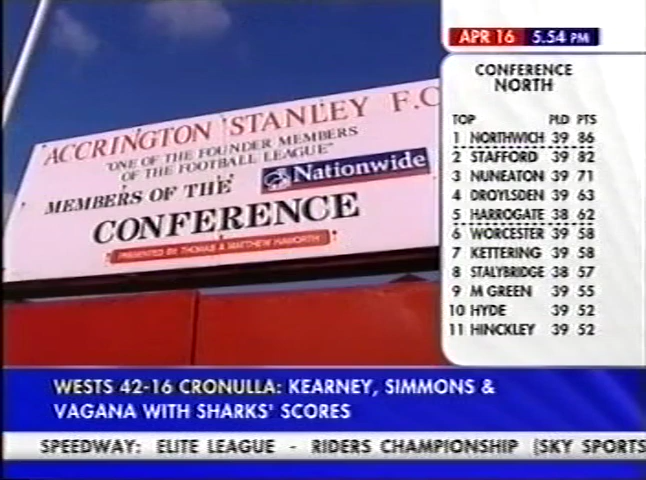 APR 16 5.54 PM
CONFERENCE
NORTH
TOP PLD PTS
1 NORTHWICH 39 86
2 STAFFORD 39 82
3 NUNEATON 39 71
4 DROYLSDEN 39 63
5 HARROGATE 38 62
6 WORCESTER 39 58
7 KETTERING 39 58
8 STALYBRIDGE 38 57
9 M GREEN 39 55
10 HYDE 39 52
11 HINCKLEY 39 52
ACCRINGTON STANLEY F.C
"ONE OF THE FOUNDER MEMBERS
OF THE FOOTBALL LEAGUE"
MEMBERS OF THE Nationwide
CONFERENCE
PRESENTED BY THOMAS & MATTHEW HAWORTH
WESTS 42-16 CRONULLA: KEARNEY, SIMMONS &
VAGANA WITH SHARKS' SCORES
SPEEDWAY: ELITE LEAGUE - RIDERS CHAMPIONSHIP (SKY SPORTS